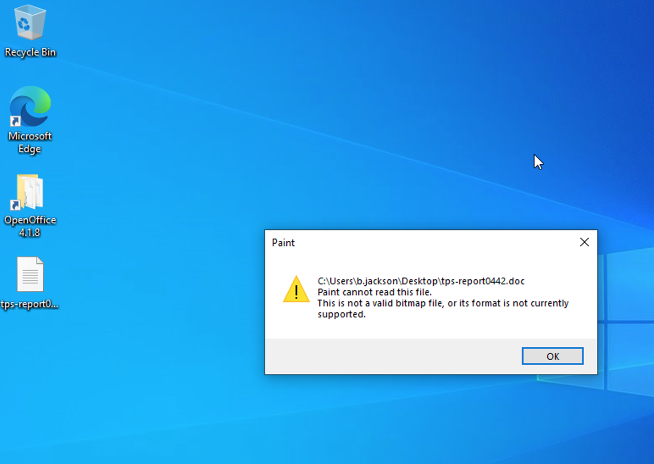 Recycle Bin
Microsoft
Edge
OpenOffice
4.1.8
tps-report0...
Paint
C:\Users\b.jackson\Desktop\tps-report0442.doc
Paint cannot read this file.
This is not a valid bitmap file, or its format is not currently
supported.
OK